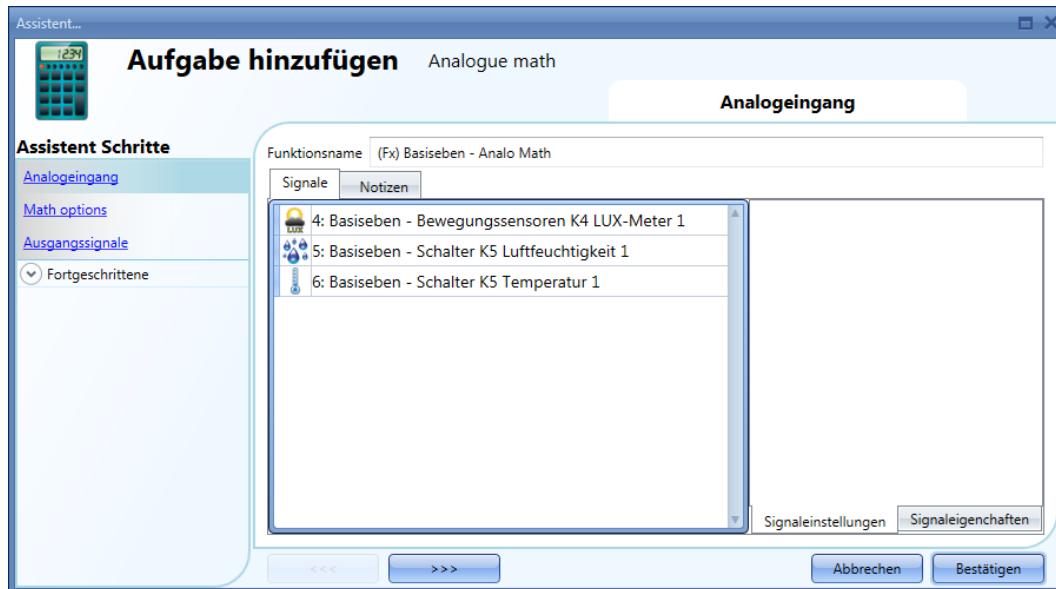 Assistent...
1234
Aufgabe hinzufügen Analogue math
Analogeingang
Assistent Schritte
Analogeingang
Math options
Ausgangssignale
Fortgeschrittene
Funktionsname (Fx) Basiseben - Analo Math
Signale Notizen
LUX 4: Basiseben - Bewegungssensoren K4 LUX-Meter 1
5: Basiseben - Schalter K5 Luftfeuchtigkeit 1
6: Basiseben - Schalter K5 Temperatur 1
Signaleinstellungen Signaleigenchaften
<<< >>> Abbrechen Bestätigen